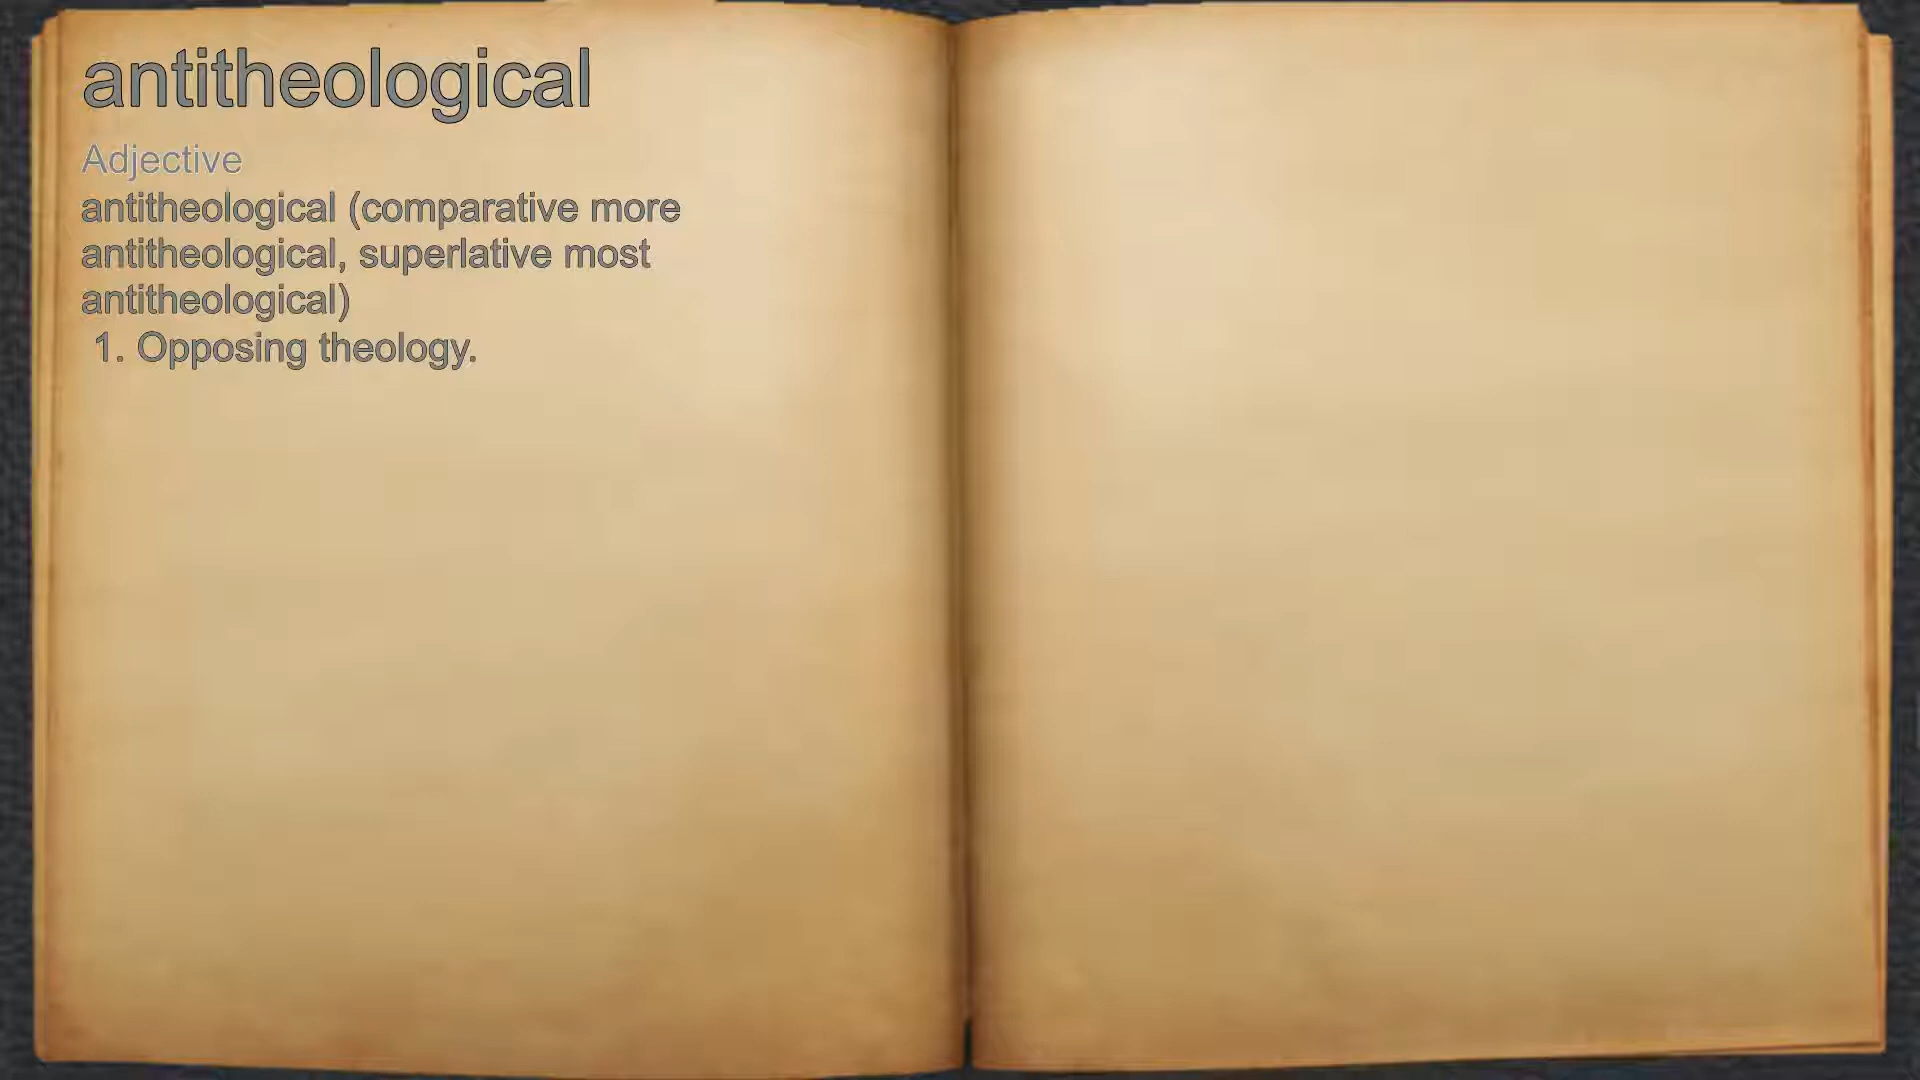 antitheological
Adjective
antitheological (comparative more
antitheological, superlative most
antitheological)
1. Opposing theology.